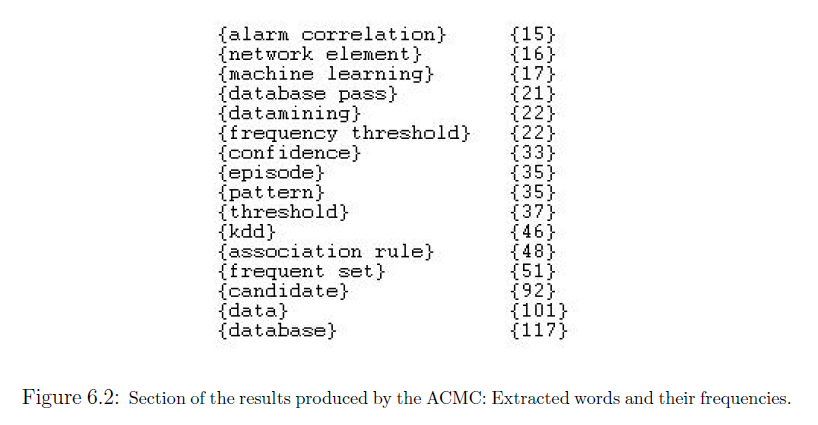 {alarm correlation} {15}
{network element} {16}
{machine learning} {17}
{database pass} {21}
{datamining} {22}
{frequency threshold} {22}
{confidence} {33}
{episode} {35}
{pattern} {35}
{threshold} {37}
{kdd} {46}
{association rule} {48}
{frequent set} {51}
{candidate} {92}
{data} {101}
{database} {117}
Figure 6.2: Section of the results produced by the ACMC: Extracted words and their frequencies.